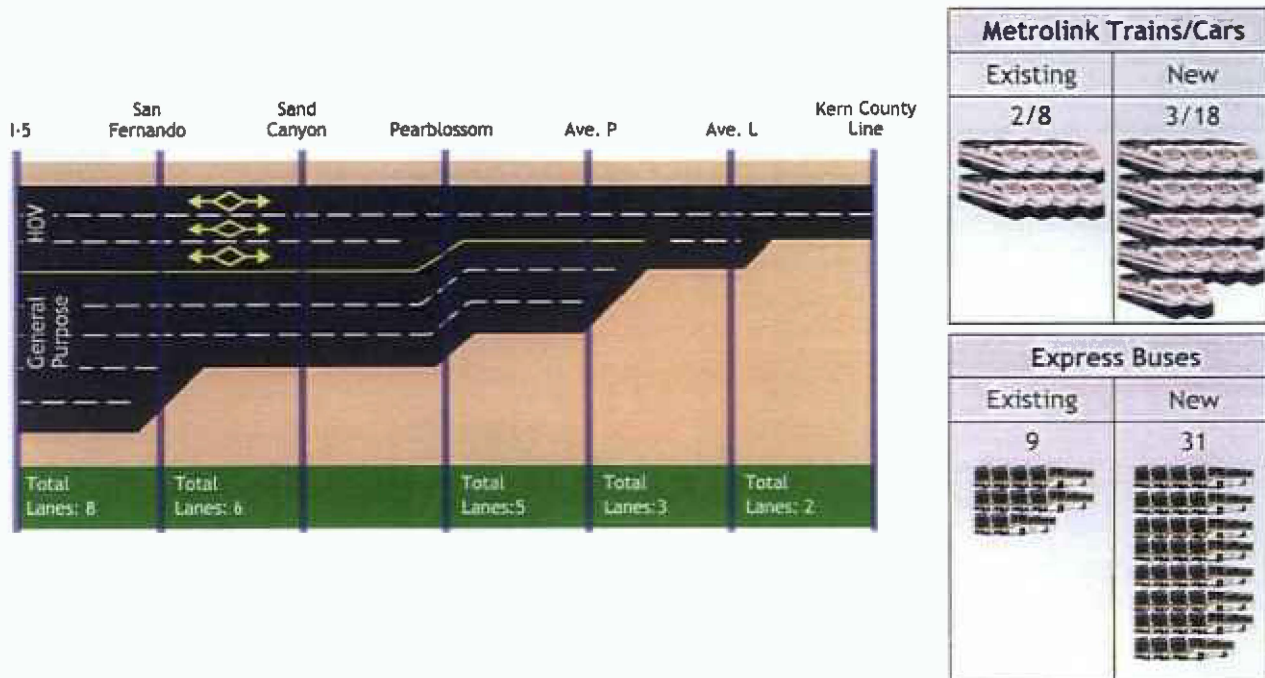 I-5
San
Fernando
Sand
Canyon
Pearblossom
Ave. P
Ave. L
Kern County
Line
HOV
General
Purpose
Total
Lanes: 8
Total
Lanes: 6
Total
Lanes:5
Total
Lanes:3
Total
Lanes: 2
Metrolink Trains/Cars
Existing New
2/8 3/18
Express Buses
Existing New
9 31